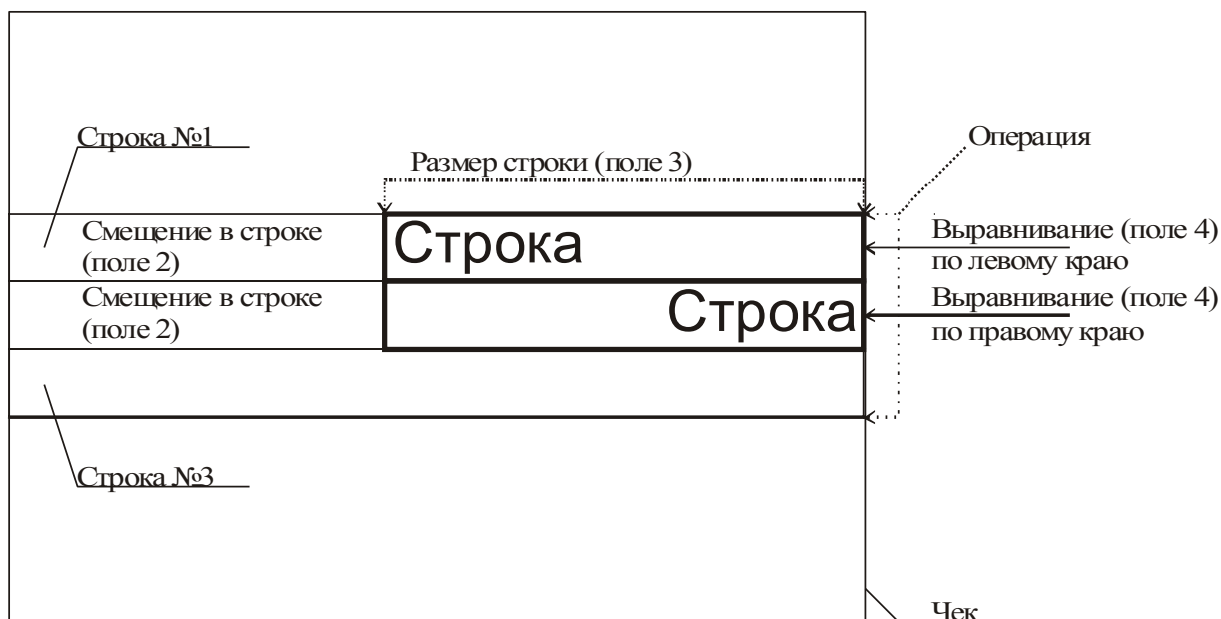 Строка №1
Операция
Размер строки (поле 3)
Смещение в строке
(поле 2)
Строка
Выравнивание (поле 4)
по левому краю
Смещение в строке
(поле 2)
Строка
Выравнивание (поле 4)
по правому краю
Строка №3
Чек